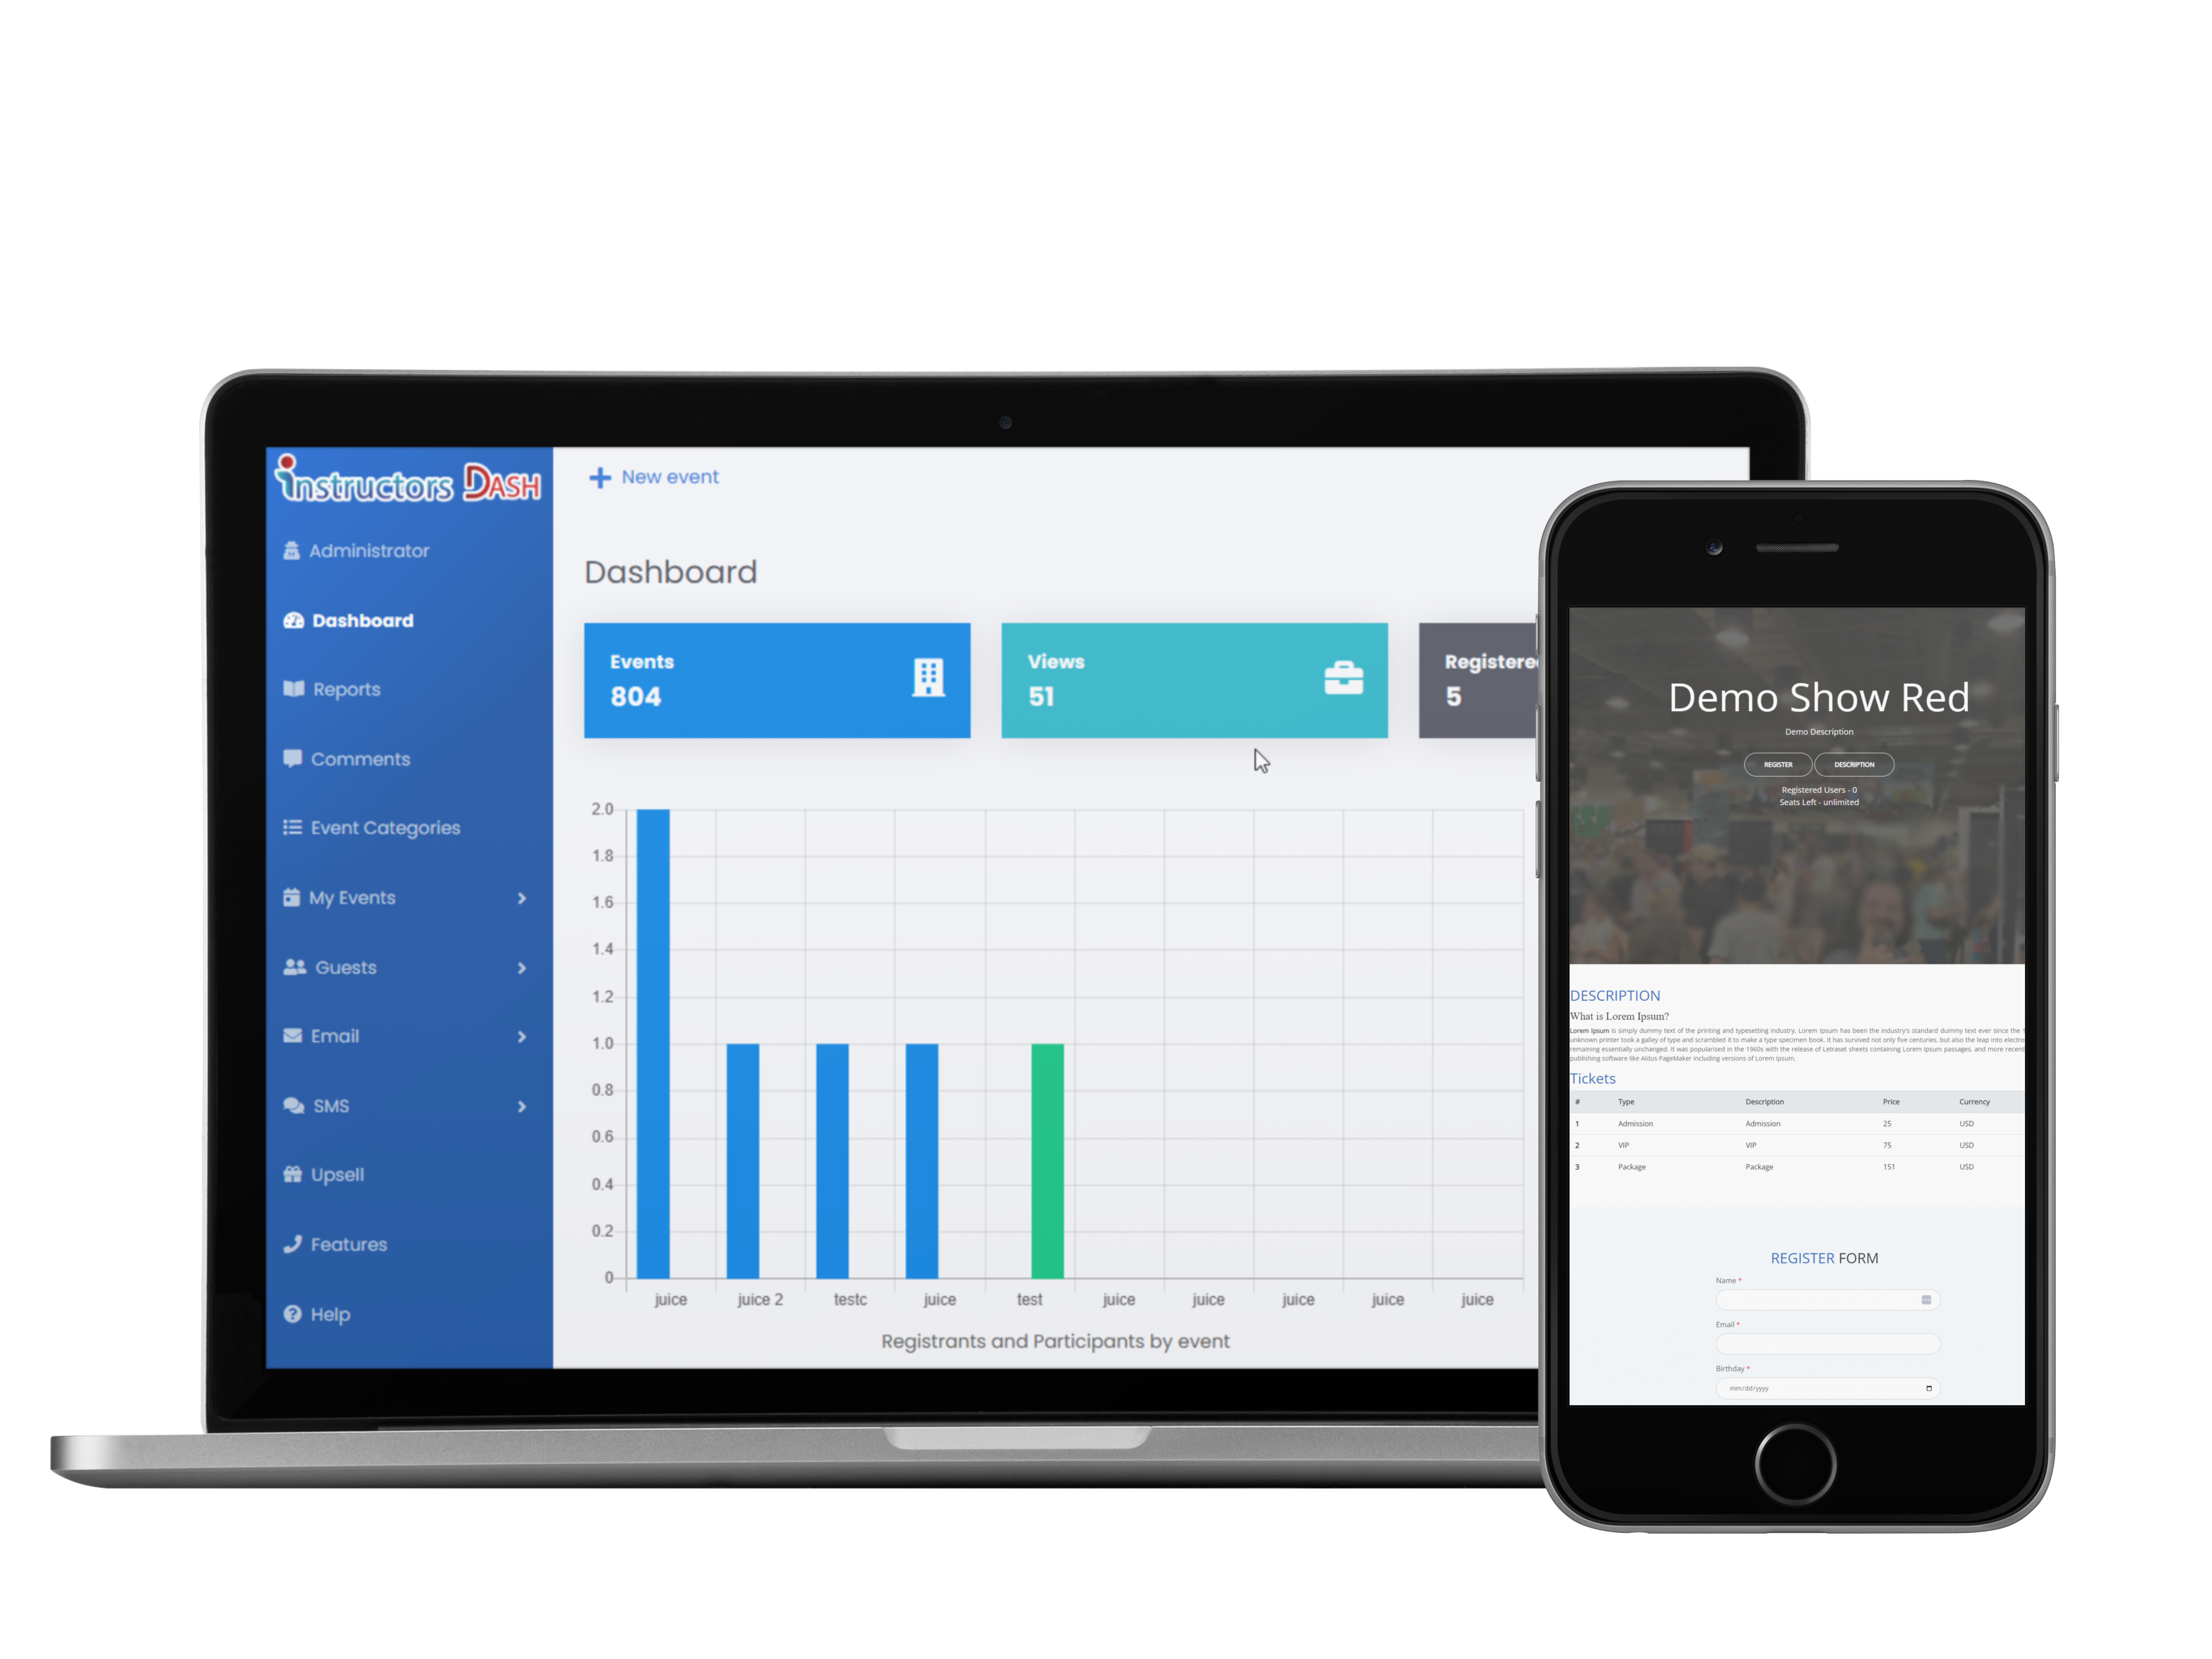 instructors DASH
Administrator
Dashboard
Reports
Comments
Event Categories
My Events
Guests
Email
SMS
Upsell
Features
Help
New event
Dashboard
Events
804
Views
51
Registere
5
2.0
1.8
1.6
1.4
1.2
1.0
0.8
0.6
0.4
0.2
0
juice juice 2 testc juice test juice juice juice juice juice
Registrants and Participants by event
Demo Show Red
Demo Description
REGISTER DESCRIPTION
Registered Users - 0
Seats Left - unlimited
DESCRIPTION
What is Lorem Ipsum?
Lorem Ipsum is simply dummy text of the printing and typesetting industry. Lorem Ipsum has been the industry's standard dummy text ever since the 1
unknown printer took a galley of type and scrambled it to make a type specimen book. It has survived not only five centuries, but also the leap into electro
remaining essentially unchanged. It was popularised in the 1960s with the release of Letraset sheets containing Lorem Ipsum passages, and more recent
publishing software like Aldus PageMaker including versions of Lorem Ipsum.
Tickets
# Type Description Price Currency
1 Admission Admission 25 USD
2 VIP VIP 75 USD
3 Package Package 151 USD
REGISTER FORM
Name *
Email *
Birthday *
mm/dd/yyyy